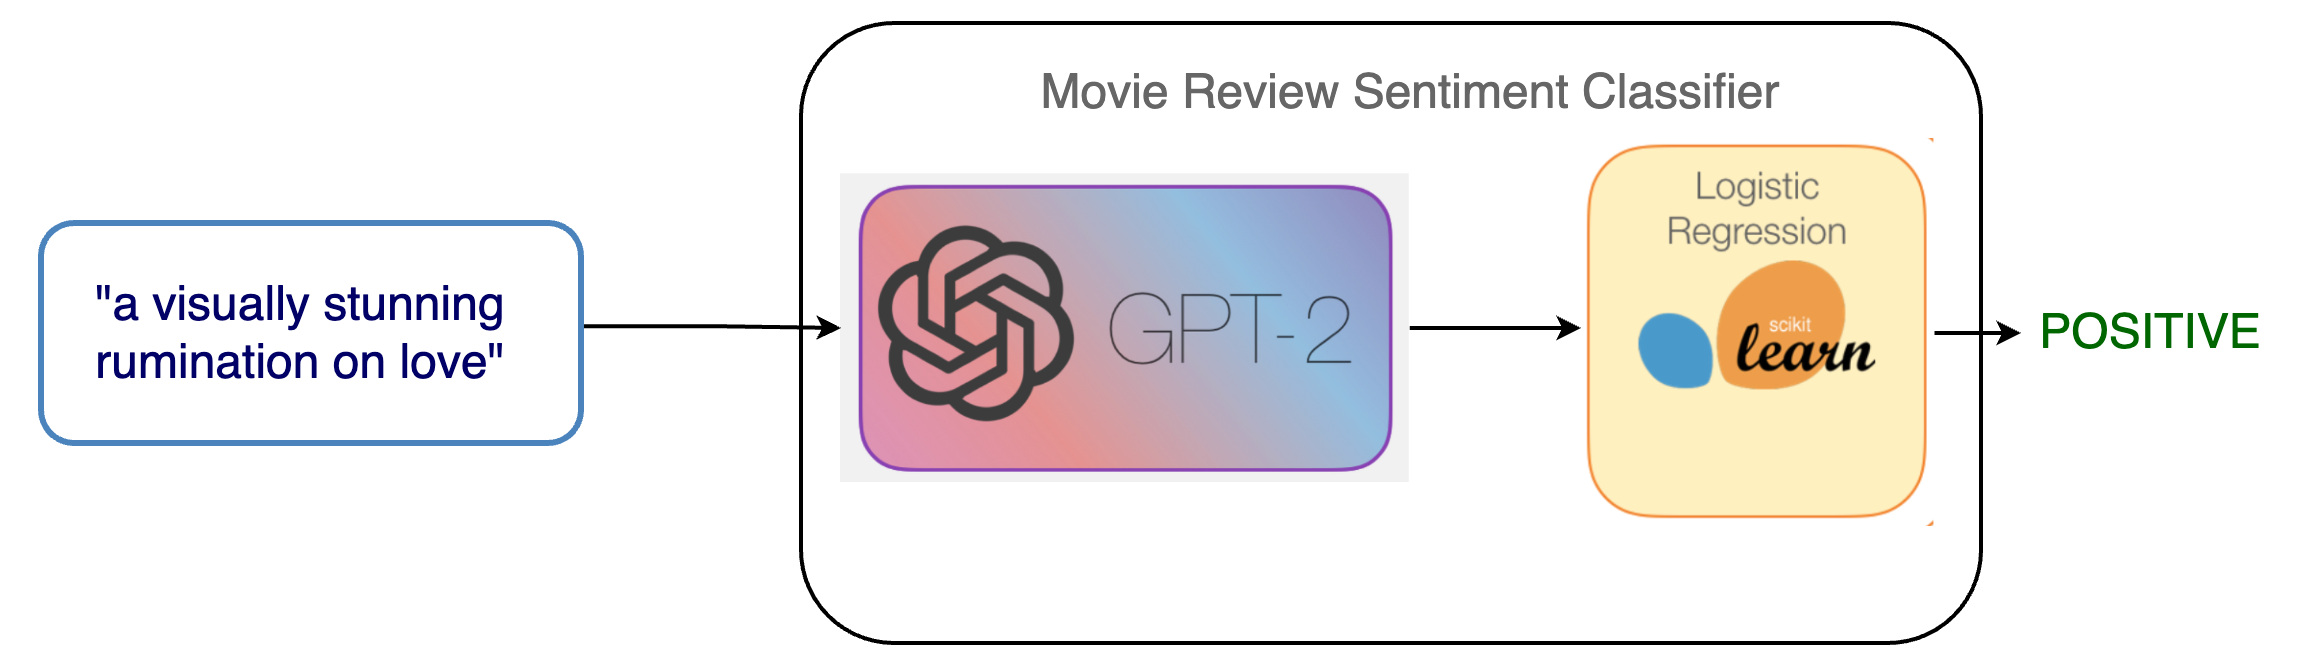 Movie Review Sentiment Classifier
"a visually stunning
rumination on love"
GPT-2
Logistic
Regression
scikit
learn
POSITIVE